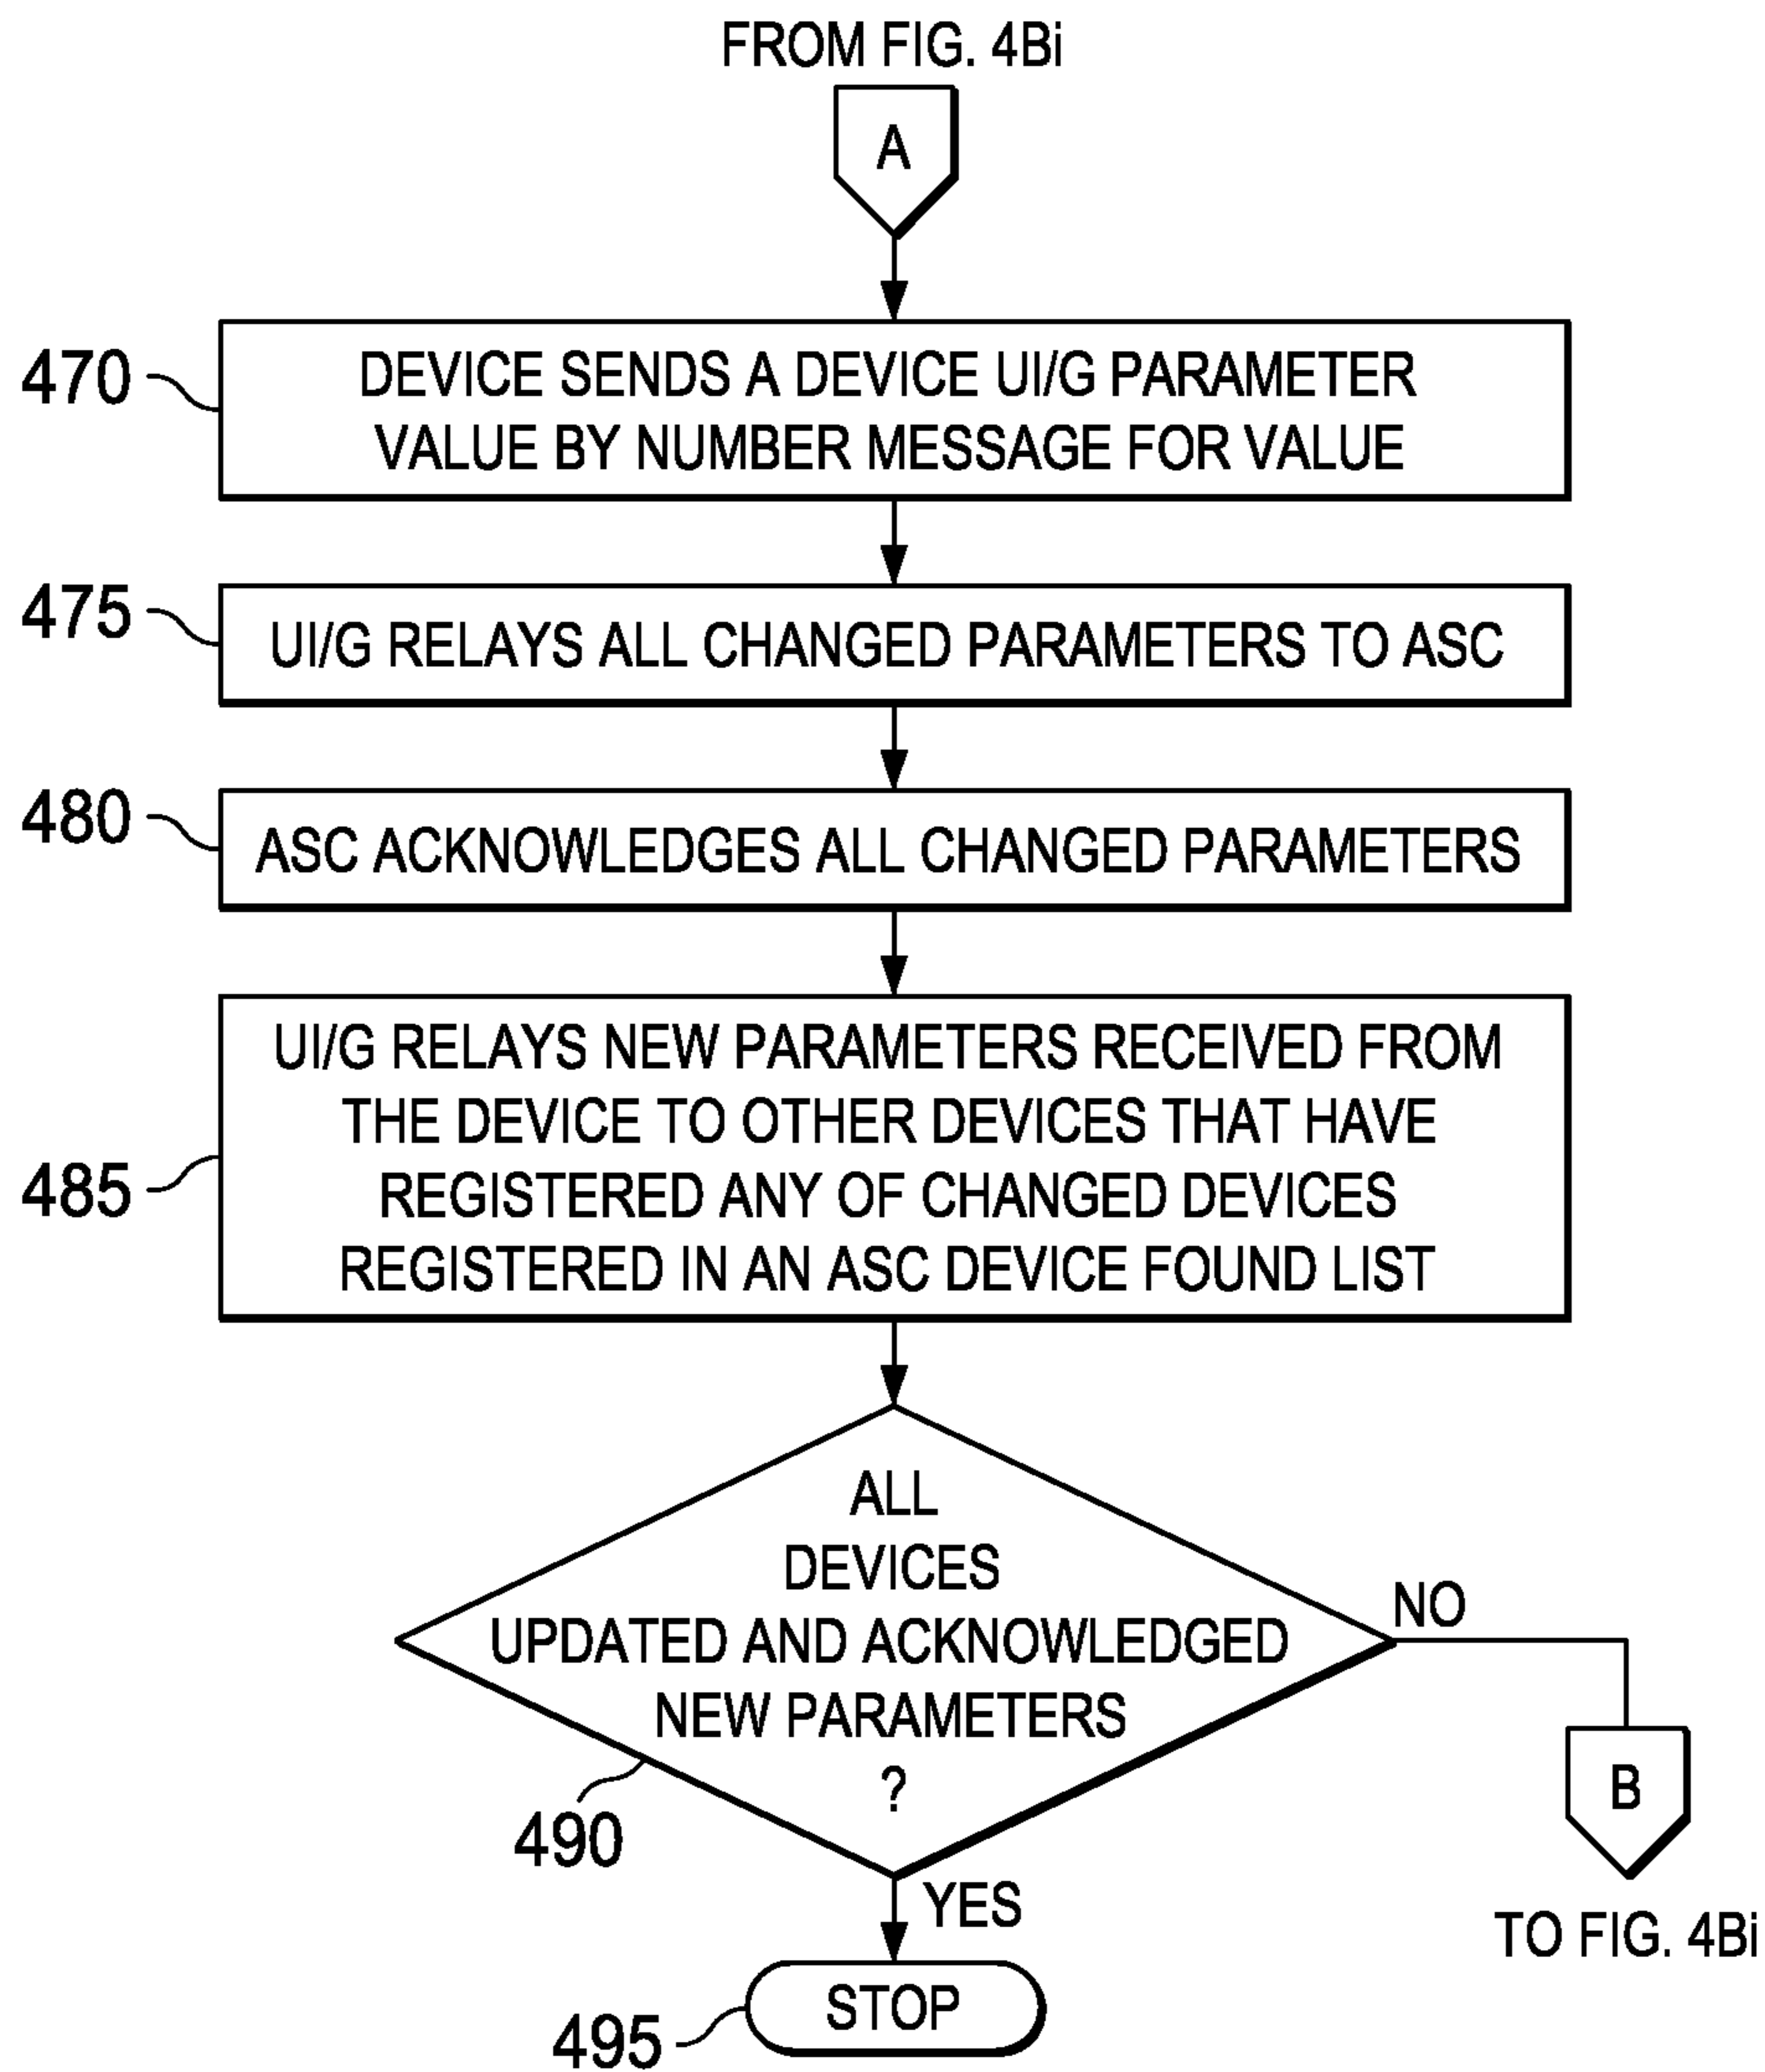 FROM FIG. 4Bi
A
470
DEVICE SENDS A DEVICE UI/G PARAMETER
VALUE BY NUMBER MESSAGE FOR VALUE
475
UI/G RELAYS ALL CHANGED PARAMETERS TO ASC
480
ASC ACKNOWLEDGES ALL CHANGED PARAMETERS
485
UI/G RELAYS NEW PARAMETERS RECEIVED FROM
THE DEVICE TO OTHER DEVICES THAT HAVE
REGISTERED ANY OF CHANGED DEVICES
REGISTERED IN AN ASC DEVICE FOUND LIST
ALL
DEVICES
UPDATED AND ACKNOWLEDGED
NEW PARAMETERS
?
490
NO
B
TO FIG. 4Bi
YES
STOP
495